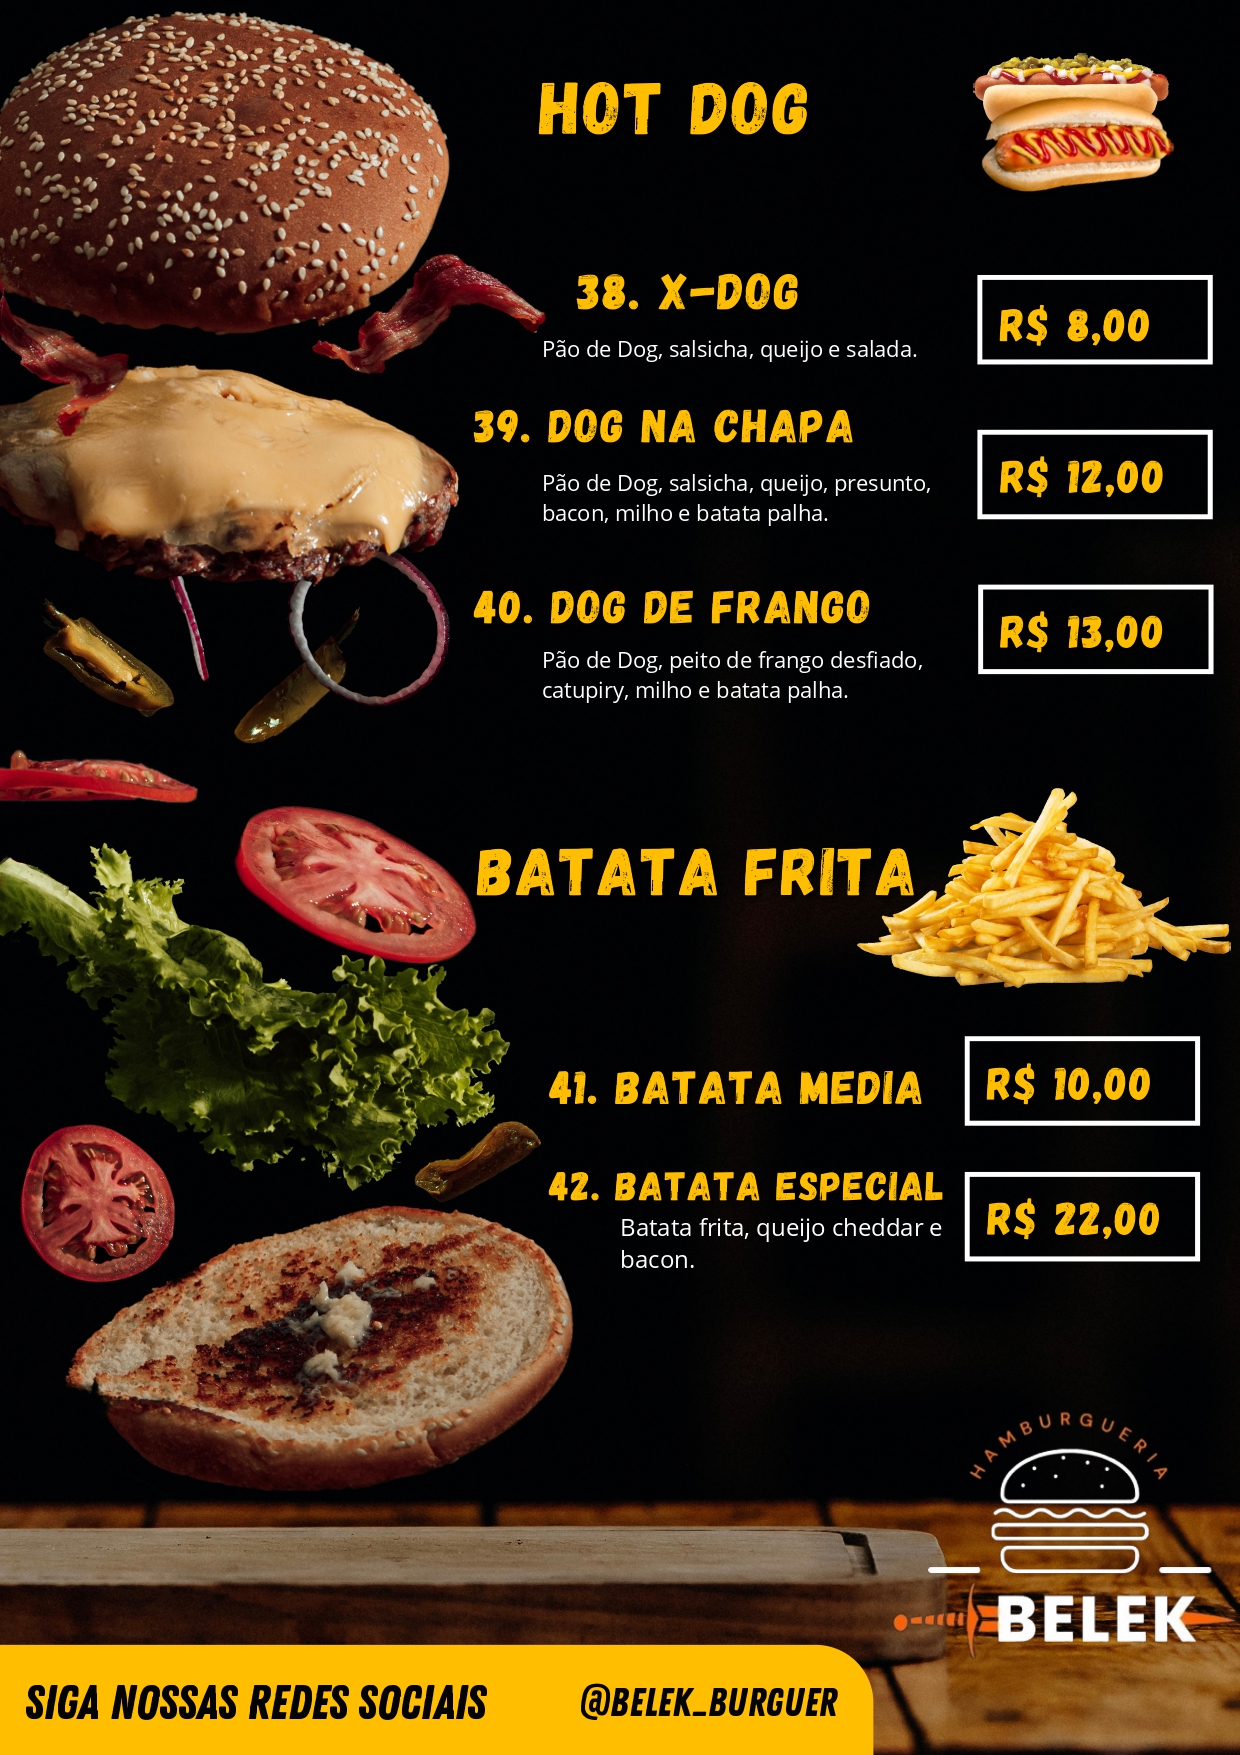 HOT DOG
38. X-DOG
R$ 8,00
Pão de Dog, salsicha, queijo e salada.
39. DOG NA CHAPA
R$ 12,00
Pão de Dog, salsicha, queijo, presunto,
bacon, milho e batata palha.
40. DOG DE FRANGO
R$ 13,00
Pão de Dog, peito de frango desfiado,
catupiry, milho e batata palha.
BATATA FRITA
41. BATATA MEDIA
R$ 10,00
42. BATATA ESPECIAL
R$ 22,00
Batata frita, queijo cheddar e
bacon.
HAMBURGUERIA
BELEK
SIGA NOSSAS REDES SOCIAIS
@BELEK_BURGUER